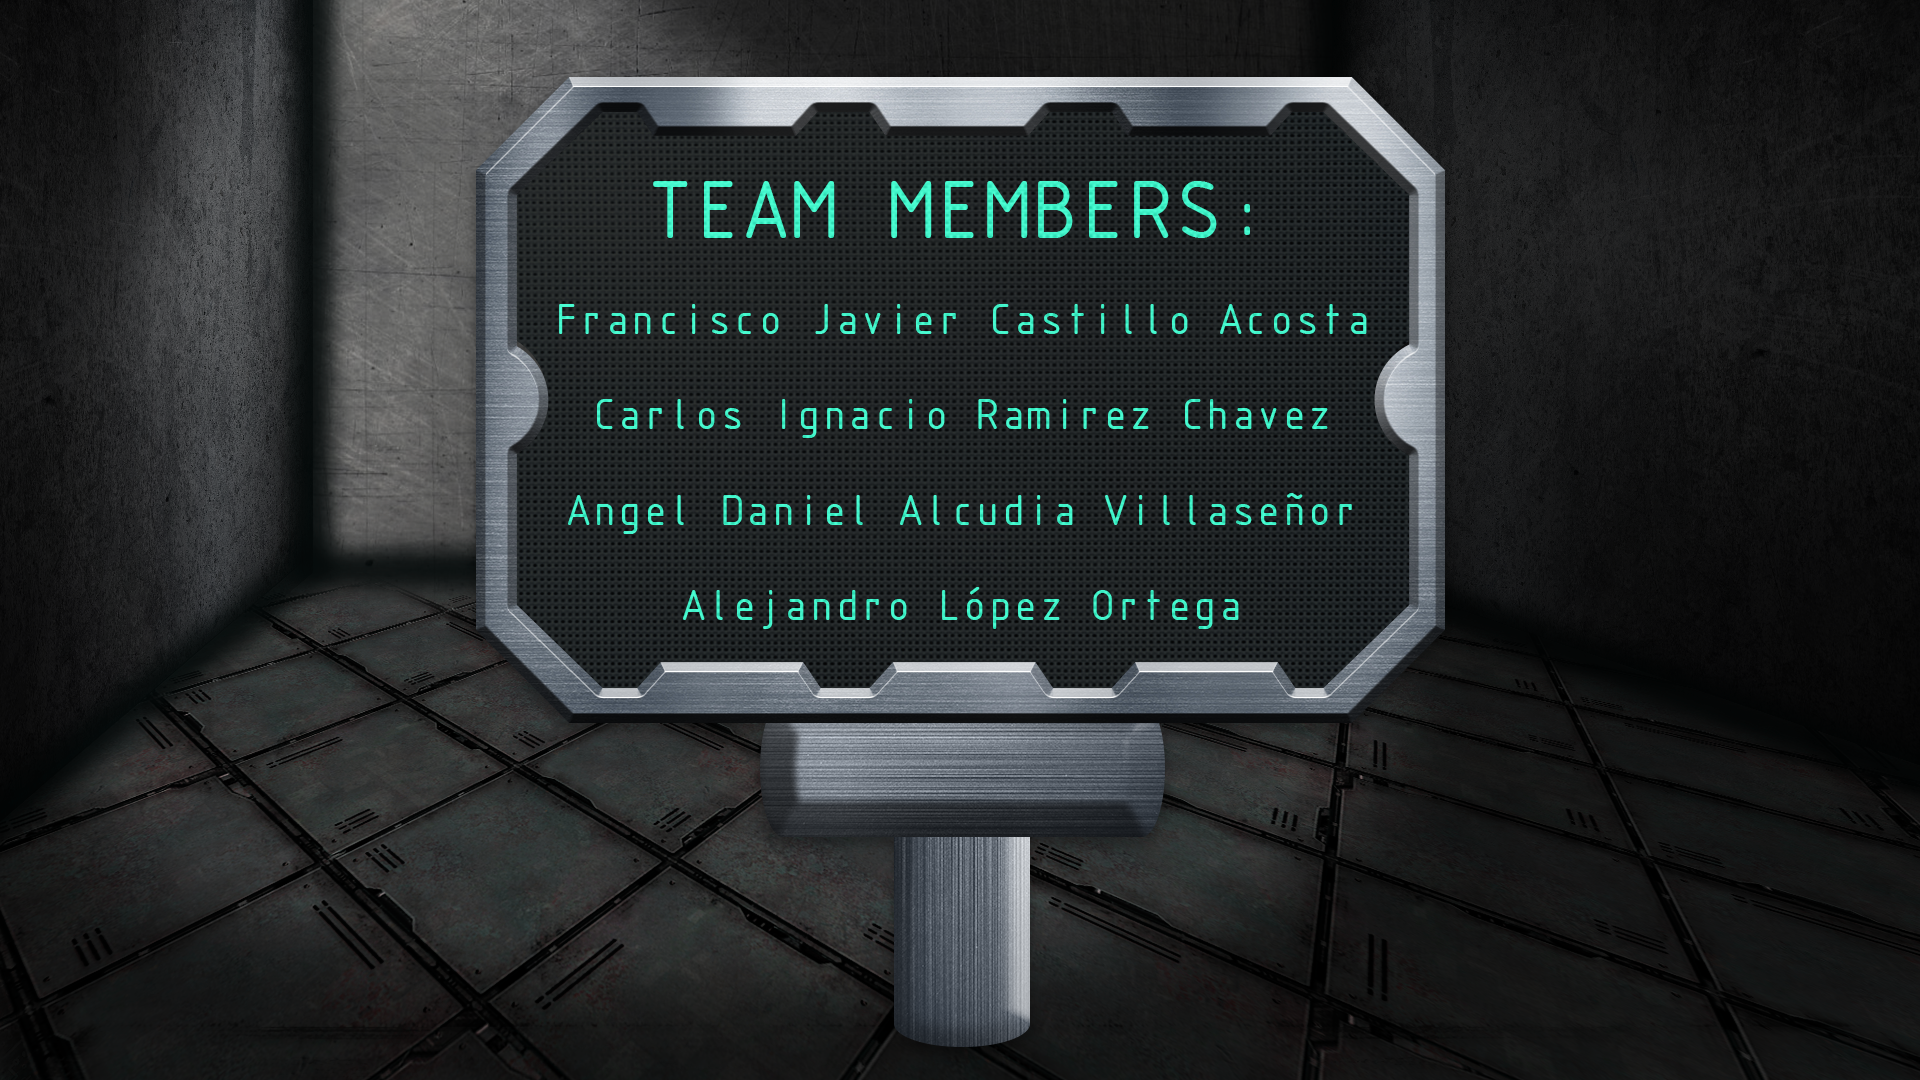 TEAM MEMBERS:
Francisco Javier Castillo Acosta
Carlos Ignacio Ramirez Chavez
Angel Daniel Alcudia Villaseñor
Alejandro López Ortega